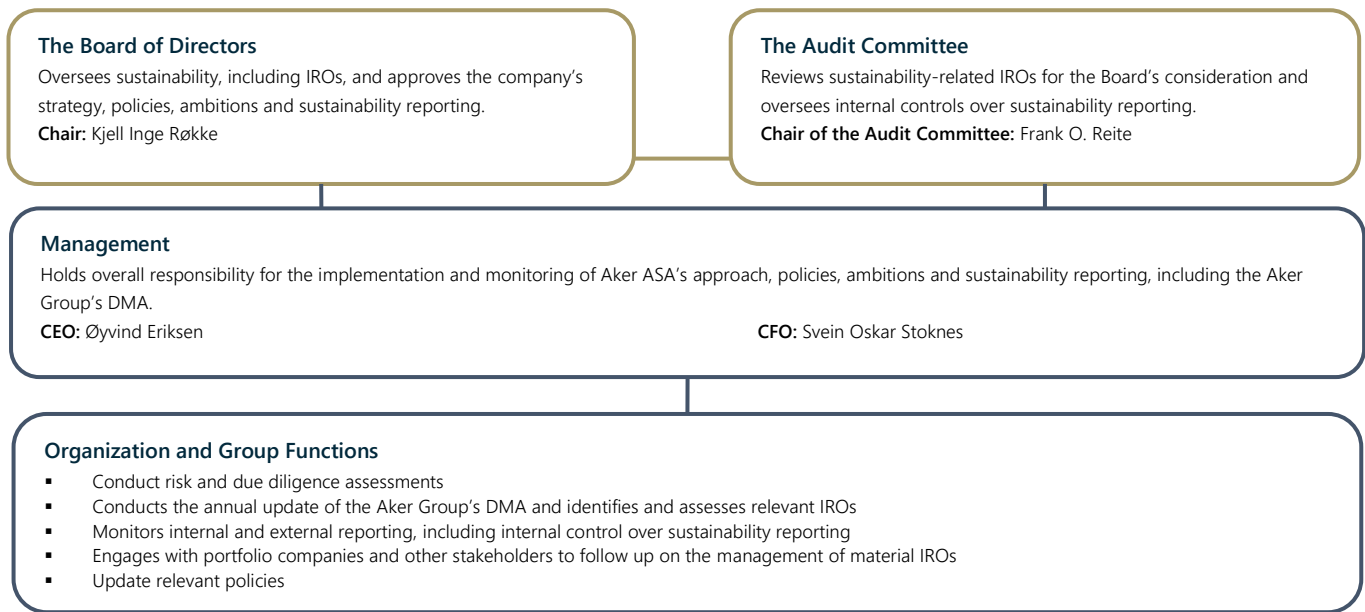 The Board of Directors
Oversees sustainability, including IROs, and approves the company's
strategy, policies, ambitions and sustainability reporting.
Chair: Kjell Inge Røkke
The Audit Committee
Reviews sustainability-related IROs for the Board's consideration and
oversees internal controls over sustainability reporting.
Chair of the Audit Committee: Frank O. Reite
Management
Holds overall responsibility for the implementation and monitoring of Aker ASA's approach, policies, ambitions and sustainability reporting, including the Aker
Group's DMA.
CEO: Øyvind Eriksen
CFO: Svein Oskar Stoknes
Organization and Group Functions
▪ Conduct risk and due diligence assessments
▪ Conducts the annual update of the Aker Group's DMA and identifies and assesses relevant IROs
▪ Monitors internal and external reporting, including internal control over sustainability reporting
▪ Engages with portfolio companies and other stakeholders to follow up on the management of material IROs
▪ Update relevant policies